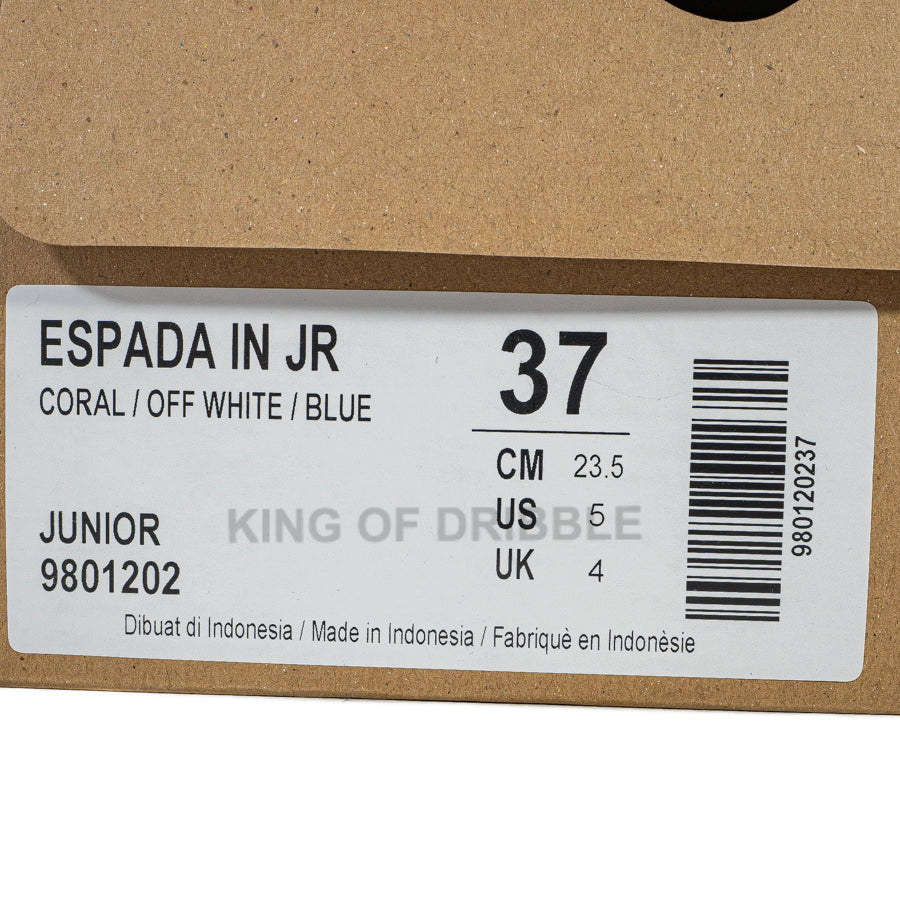 ESPADA IN JR
CORAL / OFF WHITE / BLUE
37
CM 23.5
US 5
UK 4
JUNIOR
9801202
KING OF DRIBBLE
Dibuat di Indonesia / Made in Indonesia / Fabriquè en Indonèsie
980120237